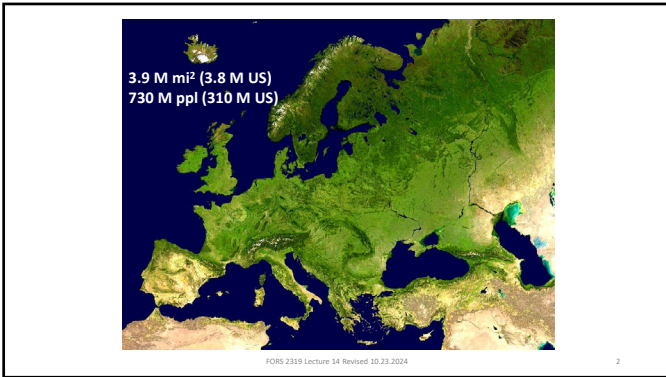 3.9 M mi² (3.8 M US)
730 M ppl (310 M US)
FORS 2319 Lecture 14 Revised 10.23.2024
2